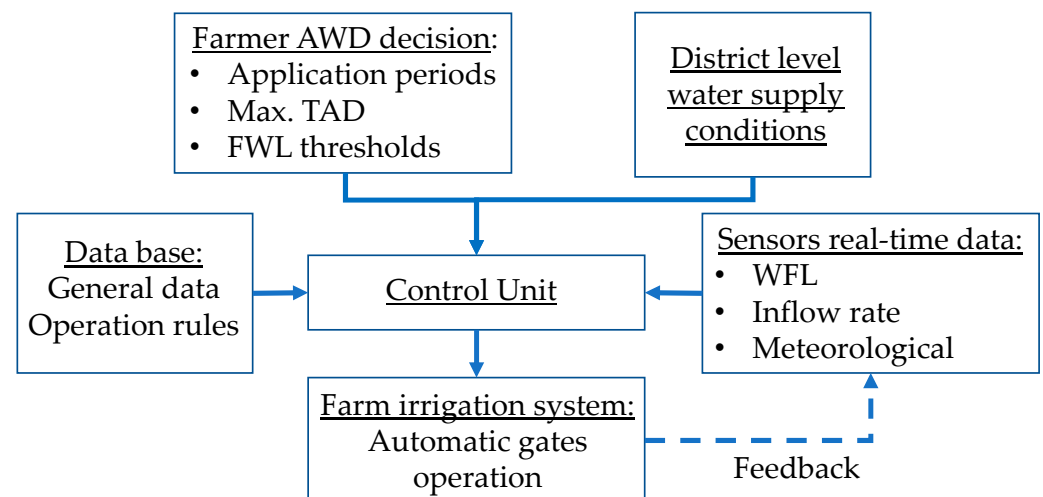 Farmer AWD decision:
• Application periods
• Max. TAD
• FWL thresholds
District level
water supply
conditions
Data base:
General data
Operation rules
Control Unit
Sensors real-time data:
• WFL
• Inflow rate
• Meteorological
Farm irrigation system:
Automatic gates
operation
Feedback